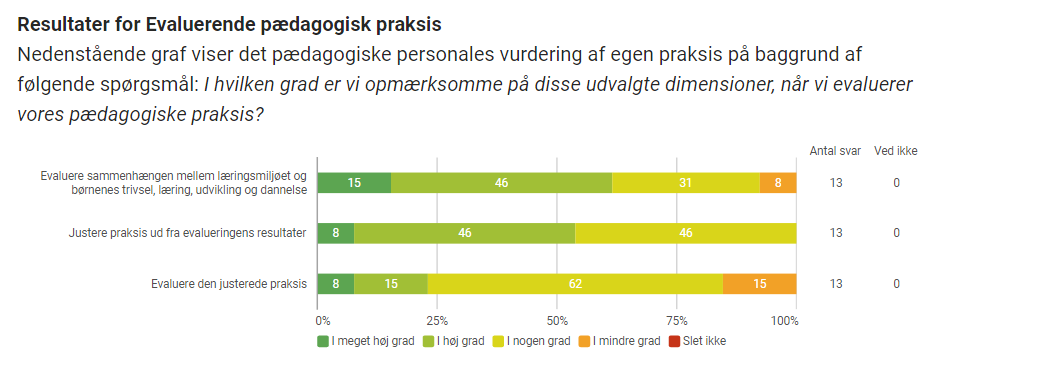 Resultater for Evaluerende pædagogisk praksis
Nedenstående graf viser det pædagogiske personales vurdering af egen praksis på baggrund af
følgende spørgsmål: I hvilken grad er vi opmærksomme på disse udvalgte dimensioner, når vi evaluerer
vores pædagogiske praksis?
Antal svar Ved ikke
Evaluere sammenhængen mellem læringsmiljøet og
børnenes trivsel, læring, udvikling og dannelse
15 46 31 8 13 0
Justere praksis ud fra evalueringens resultater 8 46 46 13 0
Evaluere den justerede praksis 8 15 62 15 13 0
0% 25% 50% 75% 100%
I meget høj grad I høj grad I nogen grad I mindre grad Slet ikke